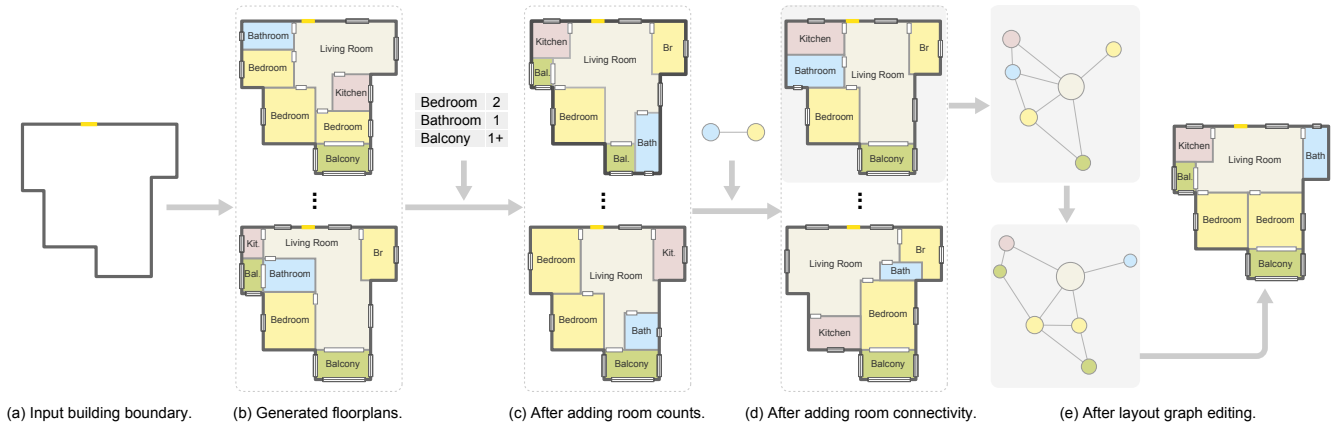 Bathroom
Living Room
Bedroom
Kitchen
Bedroom
Bedroom
Balcony
Kit.
Living Room
Br
Bal.
Bathroom
Bedroom
Balcony
Bedroom 2
Bathroom 1
Balcony 1+
Kitchen
Br
Living Room
Bal.
Bedroom
Bath
Bal.
Bedroom
Kit.
Living Room
Bedroom
Bath
Balcony
Kitchen
Living Room
Bathroom
Bedroom
Balcony
Br
Living Room
Bath
Bedroom
Kitchen
Balcony
Kitchen
Living Room
Bath
Bal.
Bedroom
Bedroom
Balcony
(a) Input building boundary.
(b) Generated floorplans.
(c) After adding room counts.
(d) After adding room connectivity.
(e) After layout graph editing.